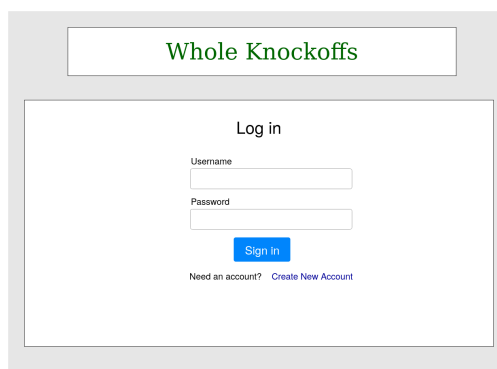 Whole Knockoffs
Log in
Username
Password
Sign in
Need an account? Create New Account